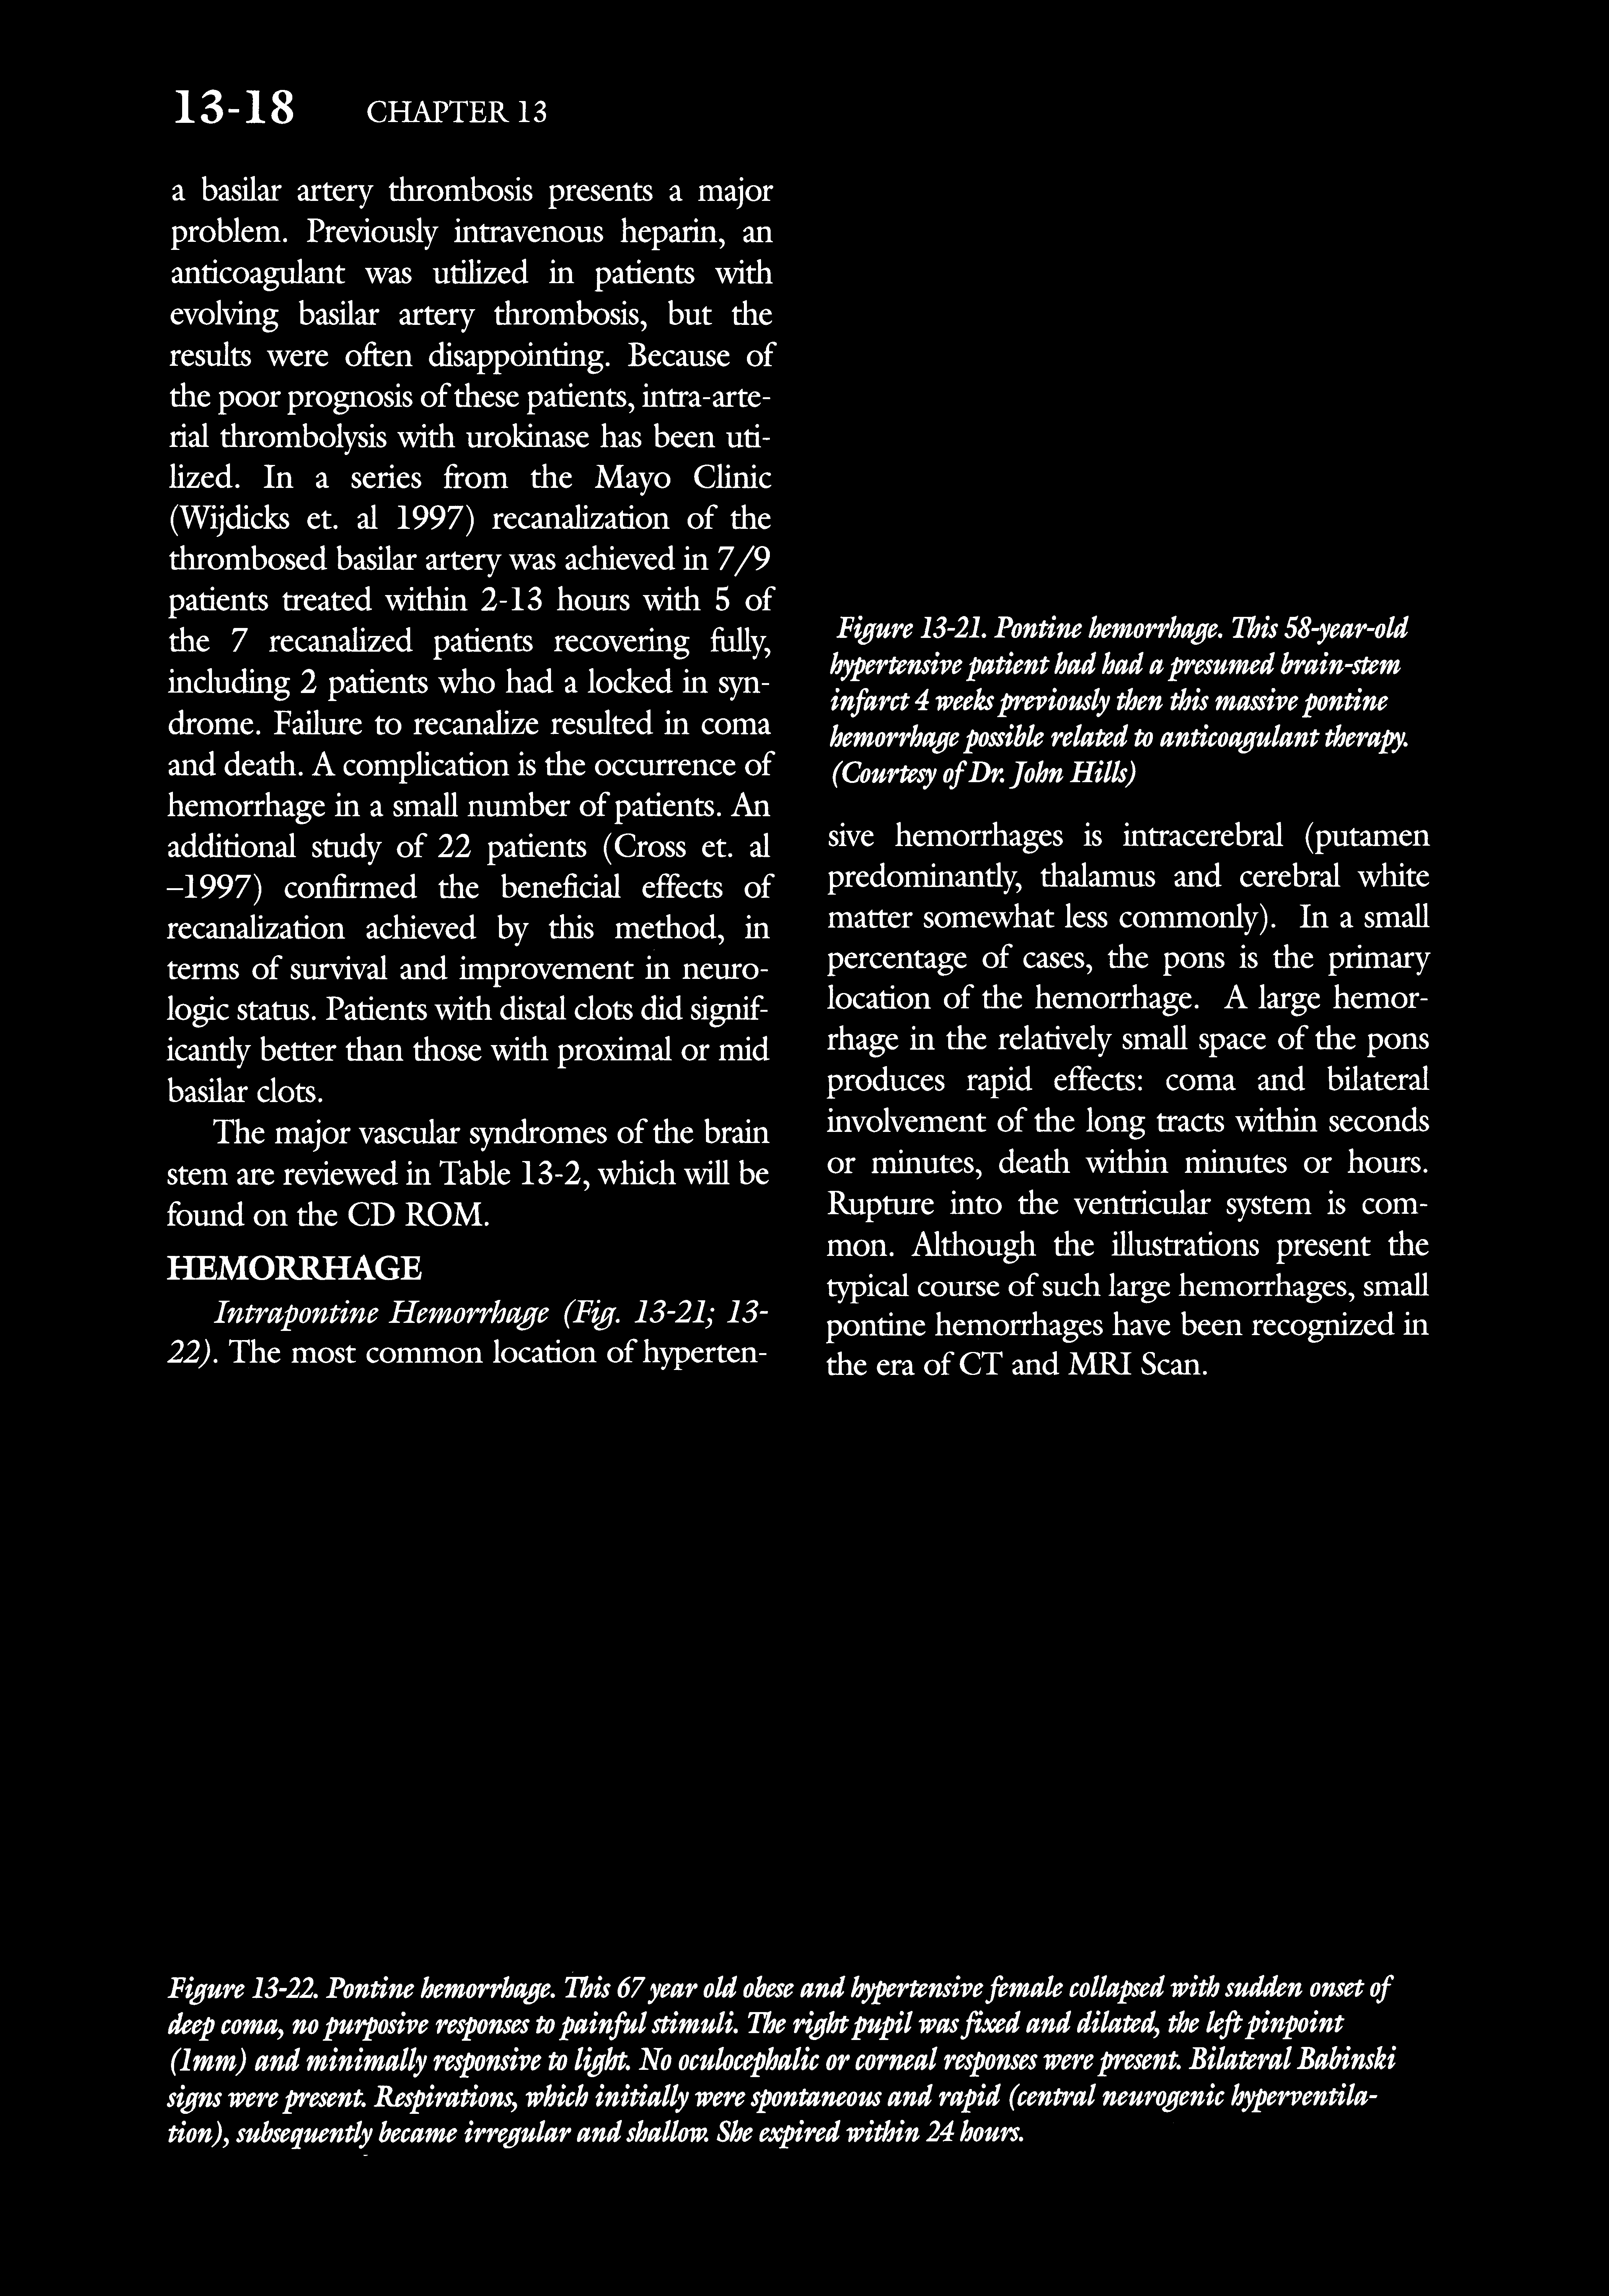 13-18 CHAPTER 13
a basilar artery thrombosis presents a major
problem. Previously intravenous heparin, an
anticoagulant was utilized in patients with
evolving basilar artery thrombosis, but the
results were often disappointing. Because of
the poor prognosis of these patients, intra-arte-
rial thrombolysis with urokinase has been uti-
lized. In a series from the Mayo Clinic
(Wijdicks et. al 1997) recanalization of the
thrombosed basilar artery was achieved in 7/9
patients treated within 2-13 hours with 5 of
the 7 recanalized patients recovering fully,
including 2 patients who had a locked in syn-
drome. Failure to recanalize resulted in coma
and death. A complication is the occurrence of
hemorrhage in a small number of patients. An
additional study of 22 patients (Cross et. al
–1997) confirmed the beneficial effects of
recanalization achieved by this method, in
terms of survival and improvement in neuro-
logic status. Patients with distal clots did signif-
icantly better than those with proximal or mid
basilar clots.
The major vascular syndromes of the brain
stem are reviewed in Table 13-2, which will be
found on the CD ROM.
HEMORRHAGE
Intrapontine Hemorrhage (Fig. 13-21; 13-
22). The most common location of hyperten-
Figure 13-21. Pontine hemorrhage. This 58-year-old
hypertensive patient had had a presumed brain-stem
infarct 4 weeks previously then this massive pontine
hemorrhage possible related to anticoagulant therapy.
(Courtesy of Dr. John Hills)
sive hemorrhages is intracerebral (putamen
predominantly, thalamus and cerebral white
matter somewhat less commonly). In a small
percentage of cases, the pons is the primary
location of the hemorrhage. A large hemor-
rhage in the relatively small space of the pons
produces rapid effects: coma and bilateral
involvement of the long tracts within seconds
or minutes, death within minutes or hours.
Rupture into the ventricular system is com-
mon. Although the illustrations present the
typical course of such large hemorrhages, small
pontine hemorrhages have been recognized in
the era of CT and MRI Scan.
Figure 13-22. Pontine hemorrhage. This 67 year old obese and hypertensive female collapsed with sudden onset of
deep coma, no purposive responses to painful stimuli. The right pupil was fixed and dilated, the left pinpoint
(1mm) and minimally responsive to light. No oculocephalic or corneal responses were present. Bilateral Babinski
signs were present. Respirations, which initially were spontaneous and rapid (central neurogenic hyperventila-
tion), subsequently became irregular and shallow. She expired within 24 hours.